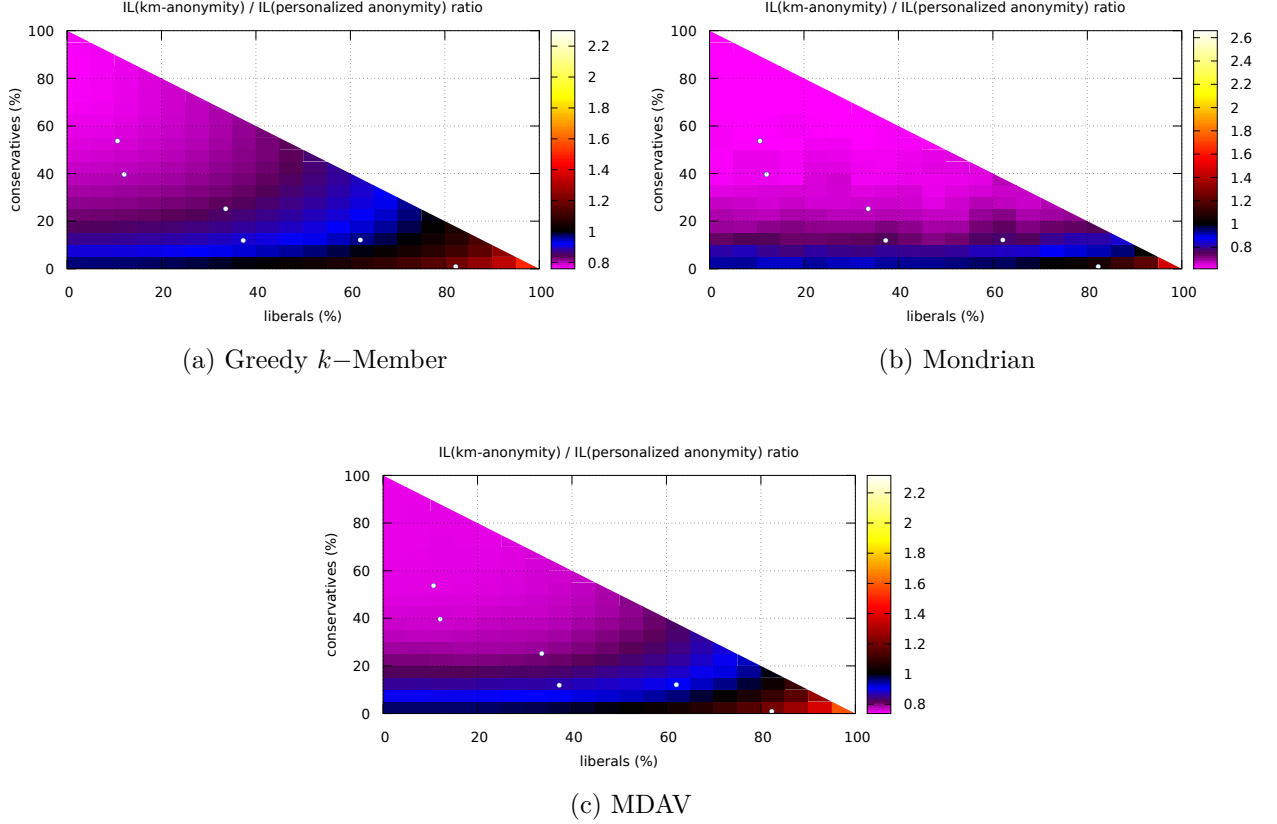 IL(km-anonymity) / IL(personalized anonymity) ratio
100
80
60
40
20
0
conservatives (%)
0 20 40 60 80 100
liberals (%)
2.2
2
1.8
1.6
1.4
1.2
1
0.8
(a) Greedy k−Member
IL(km-anonymity) / IL(personalized anonymity) ratio
100
80
60
40
20
0
conservatives (%)
0 20 40 60 80 100
liberals (%)
2.6
2.4
2.2
2
1.8
1.6
1.4
1.2
1
0.8
(b) Mondrian
IL(km-anonymity) / IL(personalized anonymity) ratio
100
80
60
40
20
0
conservatives (%)
0 20 40 60 80 100
liberals (%)
2.2
2
1.8
1.6
1.4
1.2
1
0.8
(c) MDAV